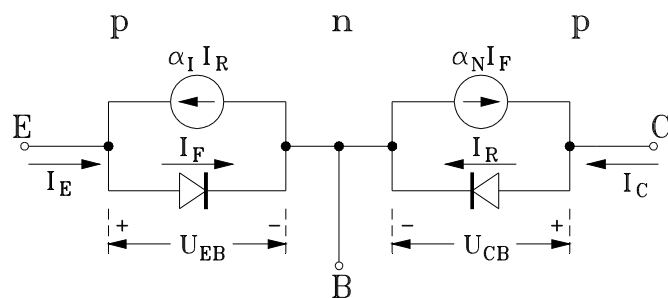 p n p
α_I I_R α_N I_F
E C
I_F I_R
I_E I_C
+ - - +
U_EB U_CB
B